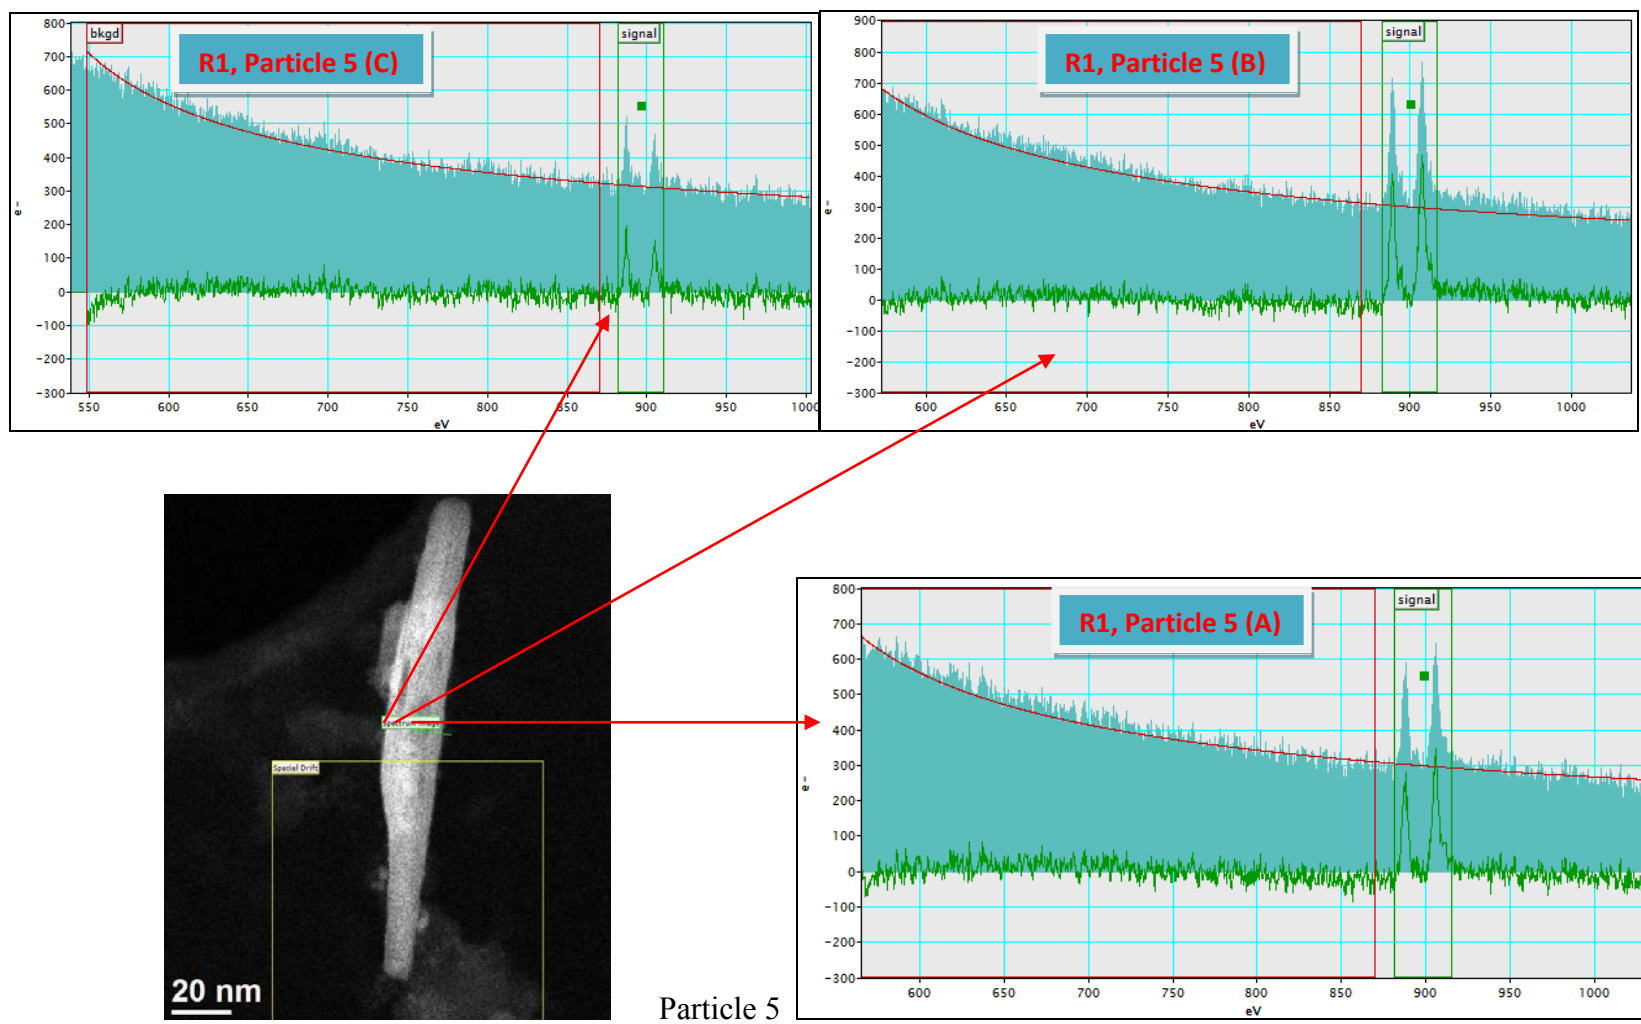 bkgd
signal
R1, Particle 5 (C)
800
700
600
500
400
300
200
100
0
-100
-200
-300
e-
550 600 650 700 750 800 850 900 950 1000
eV
signal
R1, Particle 5 (B)
900
800
700
600
500
400
300
200
100
0
-100
-200
-300
e-
600 650 700 750 800 850 900 950 1000
eV
Spectrum Image
Spatial Drift
20 nm
Particle 5
signal
R1, Particle 5 (A)
800
700
600
500
400
300
200
100
0
-100
-200
-300
e-
600 650 700 750 800 850 900 950 1000
eV